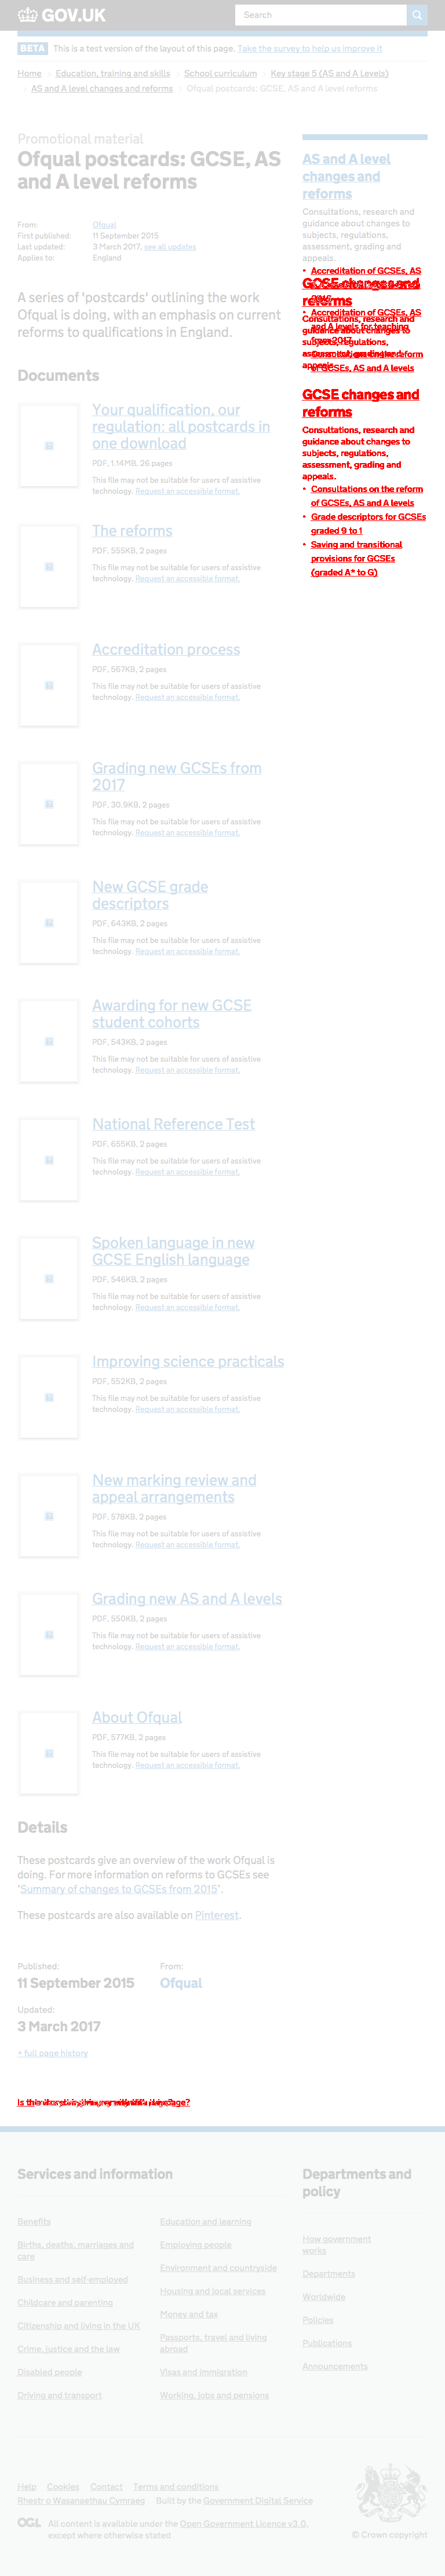 GOV.UK
Search
BETA This is a test version of the layout of this page. Take the survey to help us improve it
Home
Education, training and skills
School curriculum
Key stage 5 (AS and A Levels)
AS and A level changes and reforms
Ofqual postcards: GCSE, AS and A level reforms
Promotional material
Ofqual postcards: GCSE, AS
and A level reforms
From: Ofqual
First published: 11 September 2015
Last updated: 3 March 2017, see all updates
Applies to: England
A series of 'postcards' outlining the work
Ofqual is doing, with an emphasis on current
reforms to qualifications in England.
Documents
Your qualification, our
regulation: all postcards in
one download
PDF, 1.14MB, 26 pages
This file may not be suitable for users of assistive
technology. Request an accessible format.
The reforms
PDF, 555KB, 2 pages
This file may not be suitable for users of assistive
technology. Request an accessible format.
Accreditation process
PDF, 567KB, 2 pages
This file may not be suitable for users of assistive
technology. Request an accessible format.
Grading new GCSEs from
2017
PDF, 30.9KB, 2 pages
This file may not be suitable for users of assistive
technology. Request an accessible format.
New GCSE grade
descriptors
PDF, 643KB, 2 pages
This file may not be suitable for users of assistive
technology. Request an accessible format.
Awarding for new GCSE
student cohorts
PDF, 543KB, 2 pages
This file may not be suitable for users of assistive
technology. Request an accessible format.
National Reference Test
PDF, 655KB, 2 pages
This file may not be suitable for users of assistive
technology. Request an accessible format.
Spoken language in new
GCSE English language
PDF, 546KB, 2 pages
This file may not be suitable for users of assistive
technology. Request an accessible format.
Improving science practicals
PDF, 552KB, 2 pages
This file may not be suitable for users of assistive
technology. Request an accessible format.
New marking review and
appeal arrangements
PDF, 578KB, 2 pages
This file may not be suitable for users of assistive
technology. Request an accessible format.
Grading new AS and A levels
PDF, 550KB, 2 pages
This file may not be suitable for users of assistive
technology. Request an accessible format.
About Ofqual
PDF, 577KB, 2 pages
This file may not be suitable for users of assistive
technology. Request an accessible format.
Details
These postcards give an overview of the work Ofqual is
doing. For more information on reforms to GCSEs see
'Summary of changes to GCSEs from 2015'.
These postcards are also available on Pinterest.
Published:
11 September 2015
From:
Ofqual
Updated:
3 March 2017
+ full page history
AS and A level
changes and
reforms
Consultations, research and
guidance about changes to
subjects, regulations,
assessment, grading and
appeals.
Accreditation of GCSEs, AS
GCSE changes and
reforms
Accreditation of GCSEs, AS
and A levels for teaching
from 2017
of GCSEs, AS and A levels
GCSE changes and
reforms
Consultations, research and
guidance about changes to
subjects, regulations,
assessment, grading and
appeals.
Consultations on the reform
of GCSEs, AS and A levels
Grade descriptors for GCSEs
graded 9 to 1
Saving and transitional
provisions for GCSEs
(graded A* to G)
Services and information
Benefits
Births, deaths, marriages and
care
Business and self-employed
Childcare and parenting
Citizenship and living in the UK
Crime, justice and the law
Disabled people
Driving and transport
Education and learning
Employing people
Environment and countryside
Housing and local services
Money and tax
Passports, travel and living
abroad
Visas and immigration
Working, jobs and pensions
Departments and
policy
How government
works
Departments
Worldwide
Policies
Publications
Announcements
Help
Cookies
Contact
Terms and conditions
Rhestr o Wasanaethau Cymraeg
Built by the Government Digital Service
OGL All content is available under the Open Government Licence v3.0,
except where otherwise stated
© Crown copyright